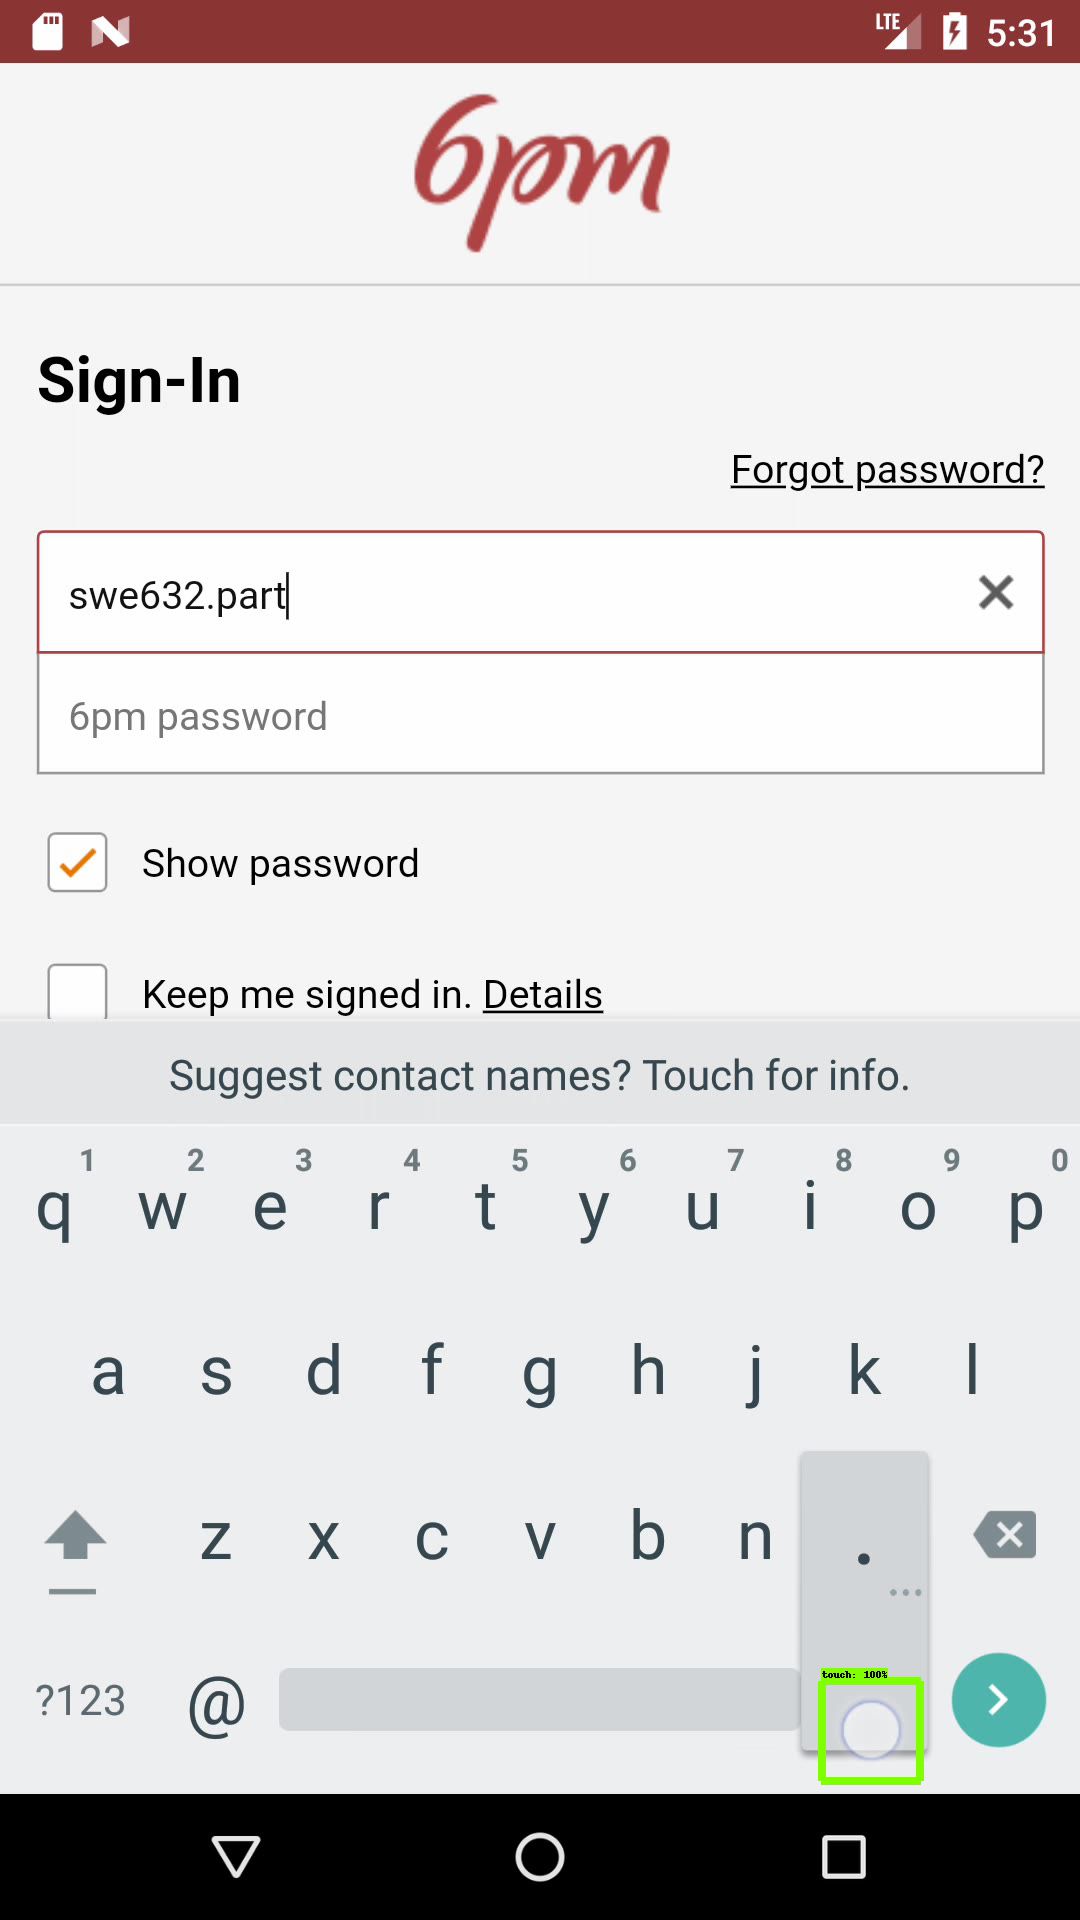 LTE 5:31
6pm
Sign-In
Forgot password?
swe632.part
6pm password
Show password
Keep me signed in. Details
Suggest contact names? Touch for info.
1 2 3 4 5 6 7 8 9 0
q w e r t y u i o p
a s d f g h j k l
z x c v b n .
touch: 100%
?123 @